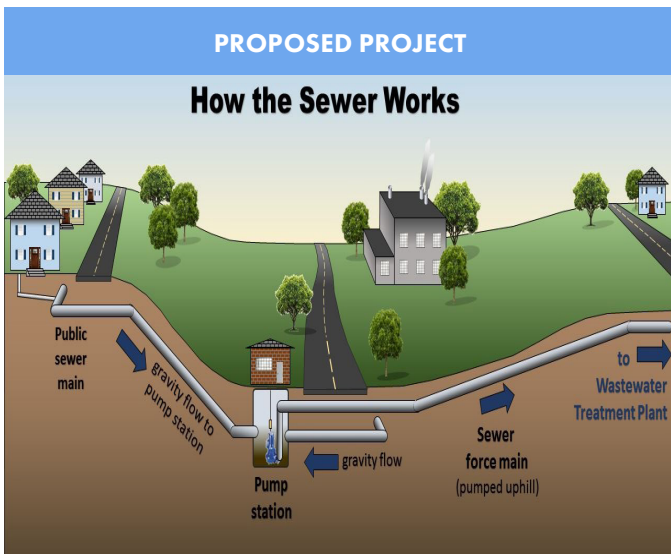 PROPOSED PROJECT
How the Sewer Works
Public
sewer
main
gravity flow to
pump station
Pump
station
gravity flow
Sewer
force main
(pumped uphill)
to
Wastewater
Treatment Plant